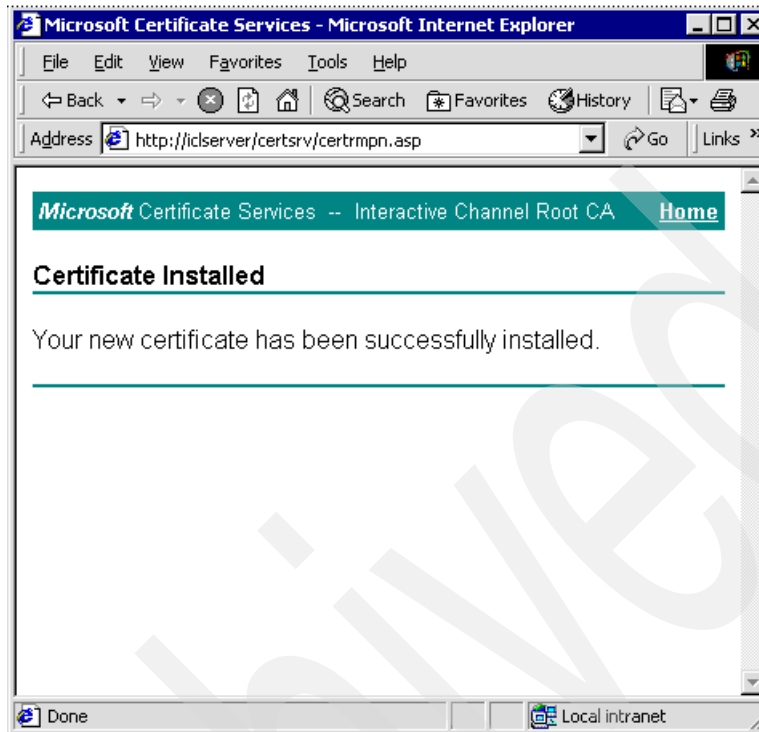 Microsoft Certificate Services - Microsoft Internet Explorer
File Edit View Favorites Tools Help
Back Search Favorites History
Address http://iclserver/certsrv/certrmpn.asp Go Links »
Microsoft Certificate Services -- Interactive Channel Root CA Home
Certificate Installed
Your new certificate has been successfully installed.
Done Local intranet
hived